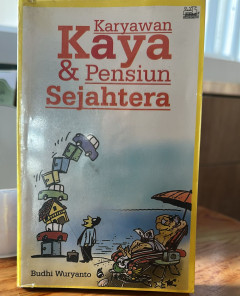 Karyawan
Kaya
& Pensiun
Sejahtera
Budhi Wuryanto